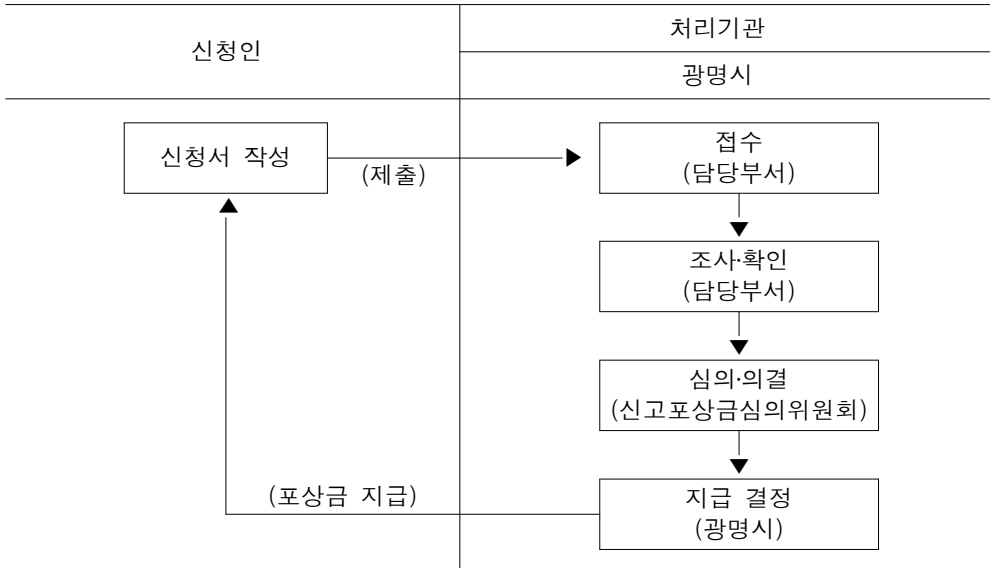 신청인
처리기관
광명시
신청서 작성
(제출)
접수
(담당부서)
조사·확인
(담당부서)
심의·의결
(신고포상금심의위원회)
(포상금 지급)
지급 결정
(광명시)